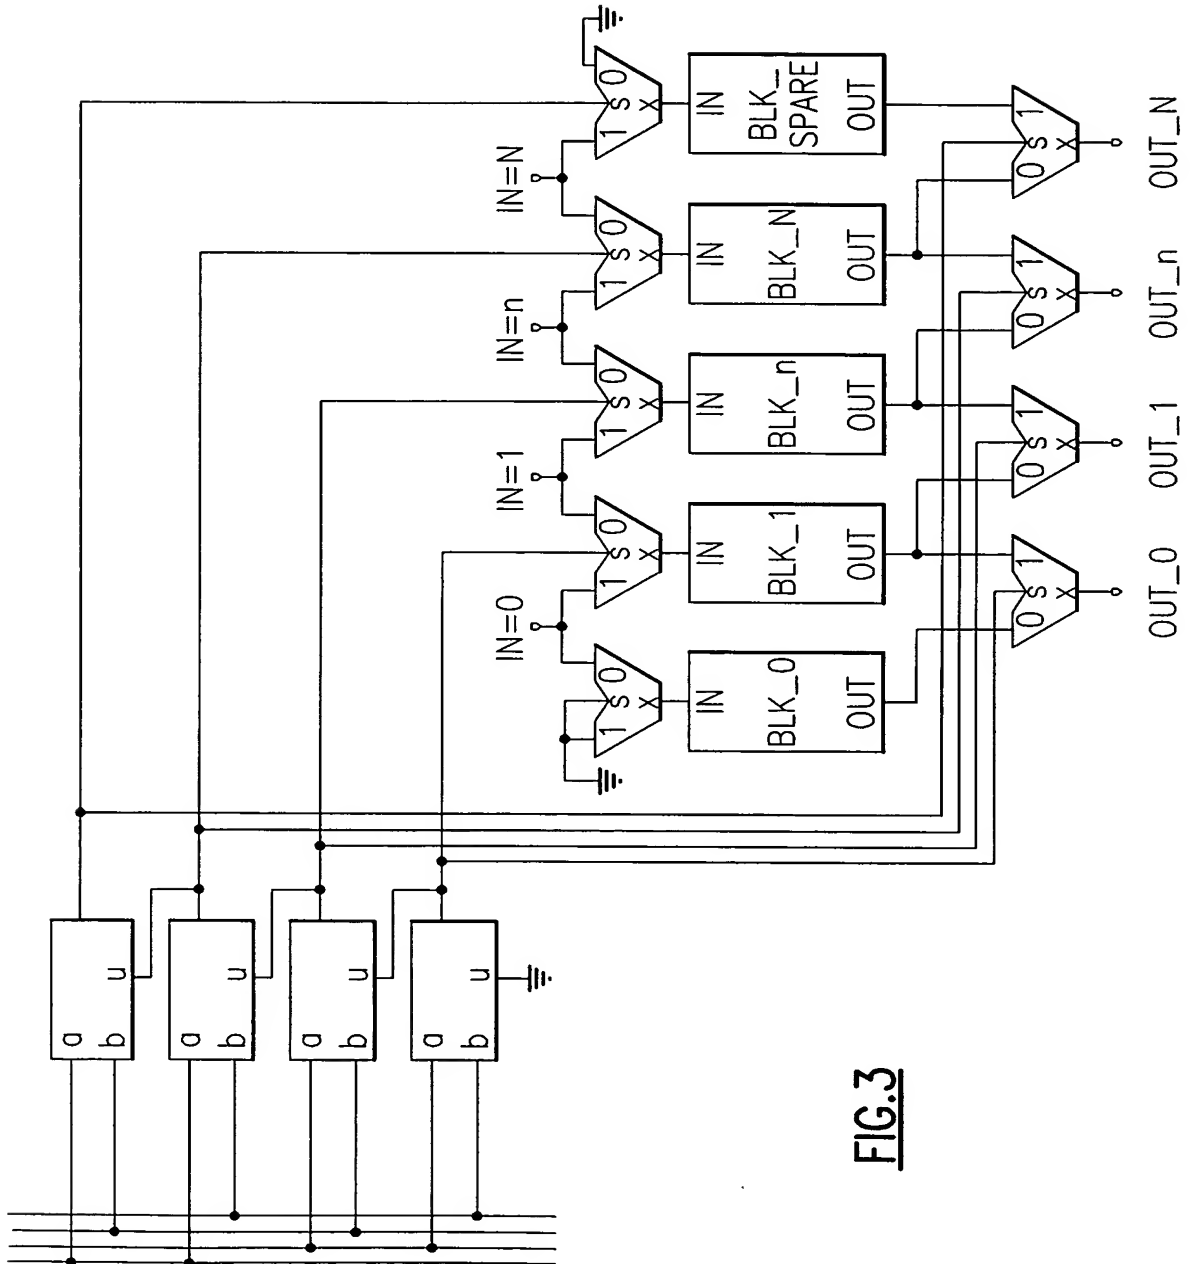 a b u
a b u
a b u
a b u
IN=0
IN=1
IN=n
IN=N
1 s 0 X
1 s 0 X
1 s 0 X
1 s 0 X
1 s 0 X
IN BLK_0 OUT
IN BLK_1 OUT
IN BLK_n OUT
IN BLK_N OUT
IN BLK_
SPARE OUT
0 s 1 X
0 s 1 X
0 s 1 X
0 s 1 X
OUT_0
OUT_1
OUT_n
OUT_N
FIG.3